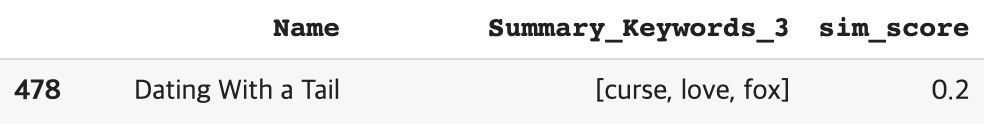 Name Summary_Keywords_3 sim_score
478 Dating With a Tail [curse, love, fox] 0.2